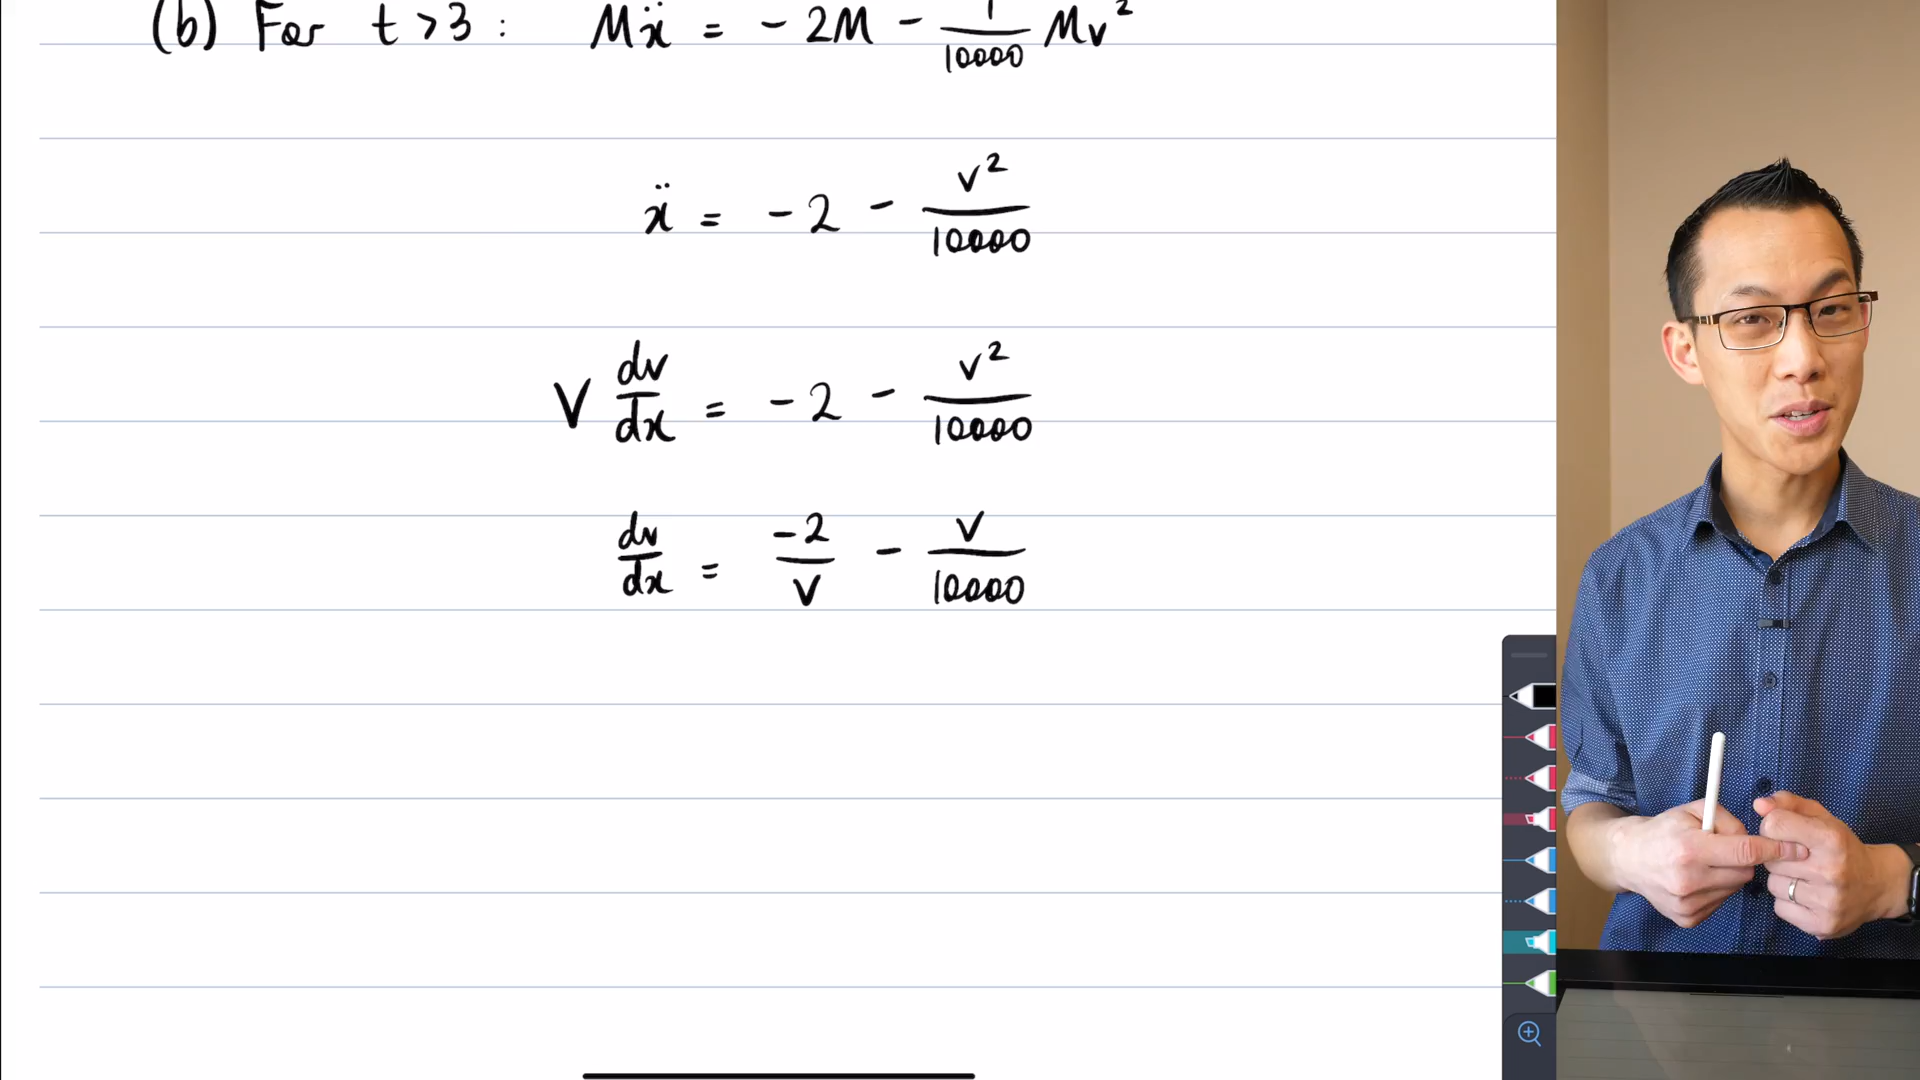 (b) For t > 3 : Mẍ = - 2M - 1/10000 Mv²
ẍ = - 2 - v²/10000
v dv/dx = - 2 - v²/10000
dv/dx = -2/v - v/10000